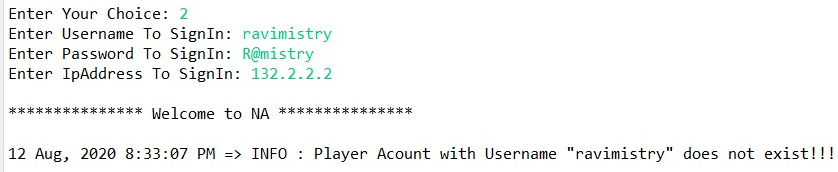 Enter Your Choice: 2
Enter Username To SignIn: ravimistry
Enter Password To SignIn: R@mistry
Enter IpAddress To SignIn: 132.2.2.2
*************** Welcome to NA ***************
12 Aug, 2020 8:33:07 PM => INFO : Player Acount with Username "ravimistry" does not exist!!!